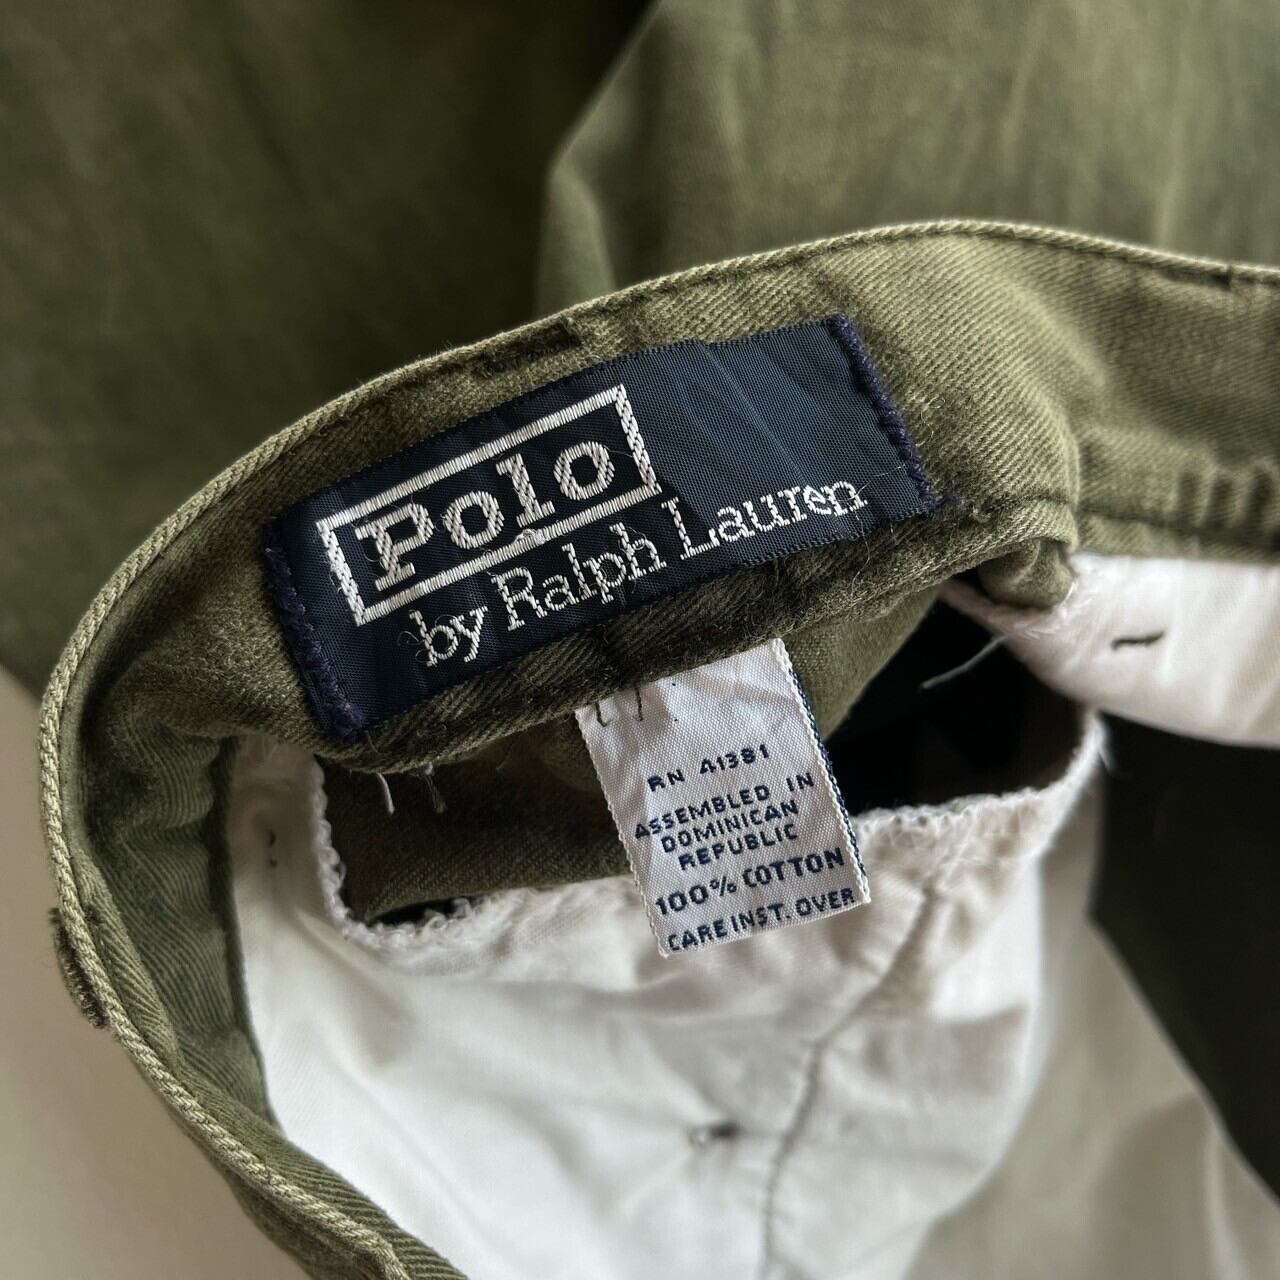 Polo
by Ralph Lauren
RN 41381
ASSEMBLED IN
DOMINICAN
REPUBLIC
100% COTTON
CARE INST. OVER